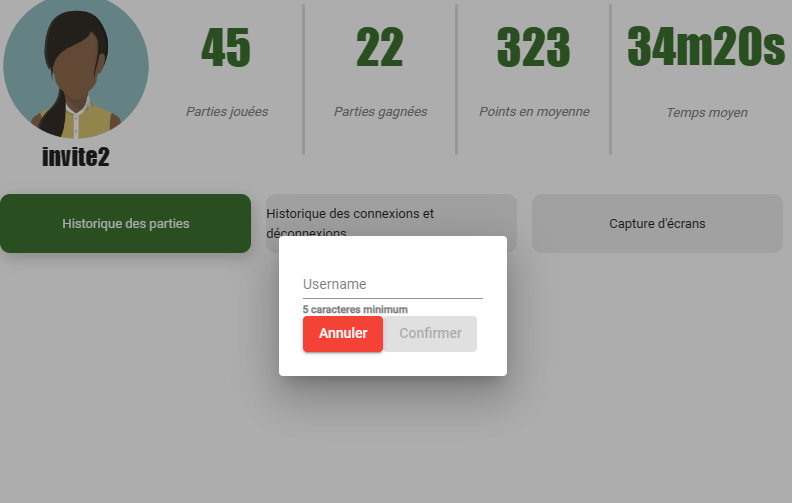 45
22
323
34m20s
Parties jouées
Parties gagnées
Points en moyenne
Temps moyen
invite2
Historique des parties
Historique des connexions et
déconnexions
Capture d'écrans
Username
5 caracteres minimum
Annuler
Confirmer